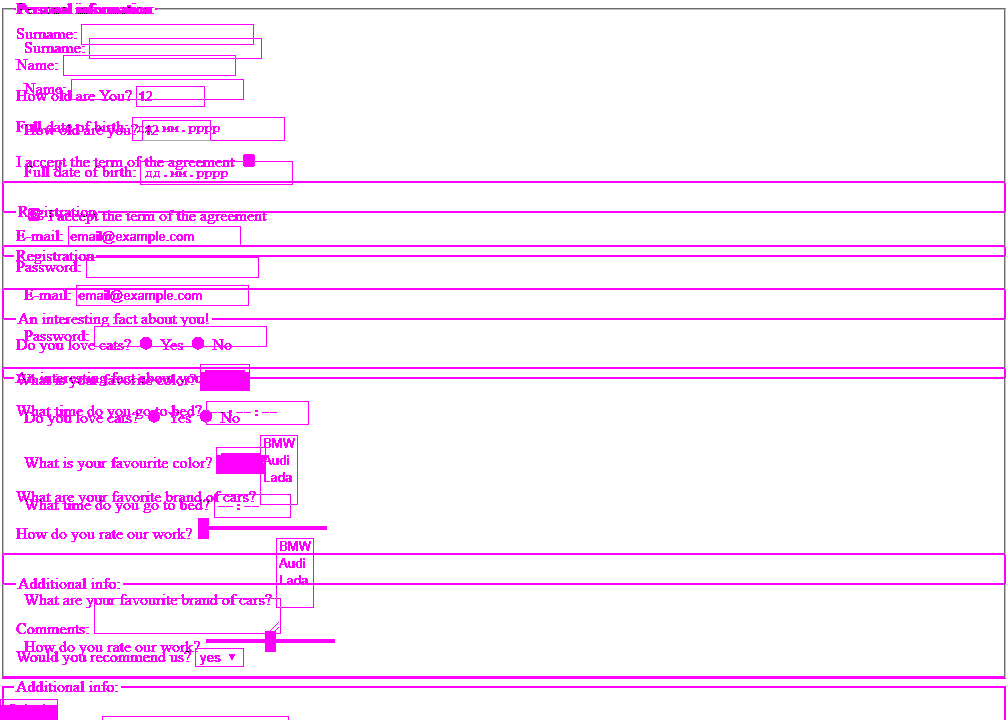 Personal information
Surname:
Surname:
Name:
Name:
How old are You? 12
Full date of birth: дд.мм.рррр
How old are you? 12
I accept the term of the agreement
Full date of birth: дд.мм.рррр
Registration
I accept the term of the agreement
E-mail: email@example.com
Registration
Password:
E-mail: email@example.com
An interesting fact about you!
Password:
Do you love cats? Yes No
What is your favorite color?
An interesting fact about you
What time do you go to bed? --:--
Do you love cats? Yes No
BMW
Audi
What is your favourite color?
Lada
What are your favorite brand of cars?
What time do you go to bed? --:--
How do you rate our work?
BMW
Audi
Lada
Additional info:
What are your favourite brand of cars?
Comments:
How do you rate our work?
Would you recommend us? yes
Additional info: